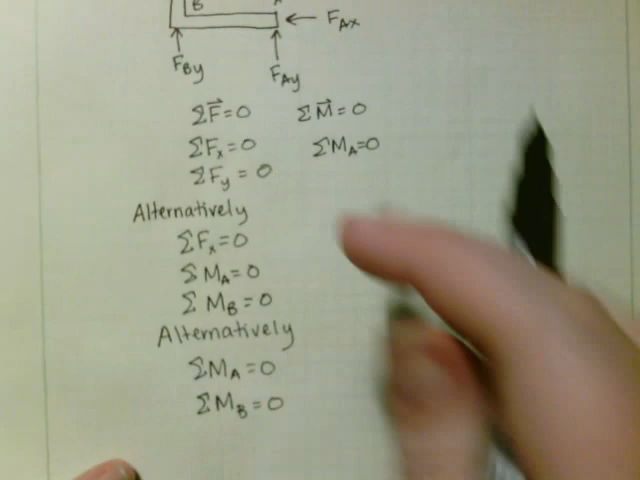 B A
F_Ax
F_By F_Ay
ΣF⃗=0 ΣM⃗=0
ΣF_x=0 ΣM_A=0
ΣF_y=0
Alternatively
ΣF_x=0
ΣM_A=0
ΣM_B=0
Alternatively
ΣM_A=0
ΣM_B=0